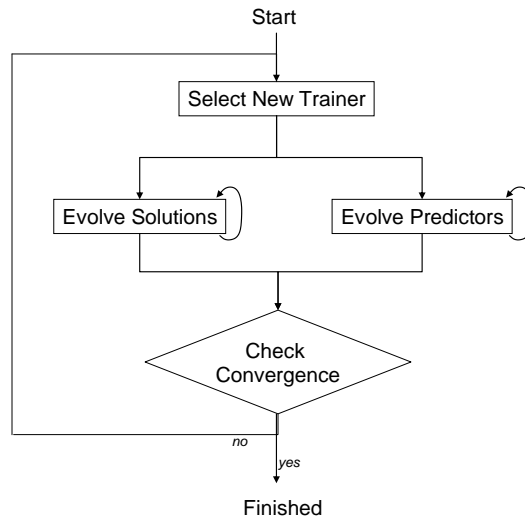 Start
Select New Trainer
Evolve Solutions
Evolve Predictors
Check
Convergence
no
yes
Finished